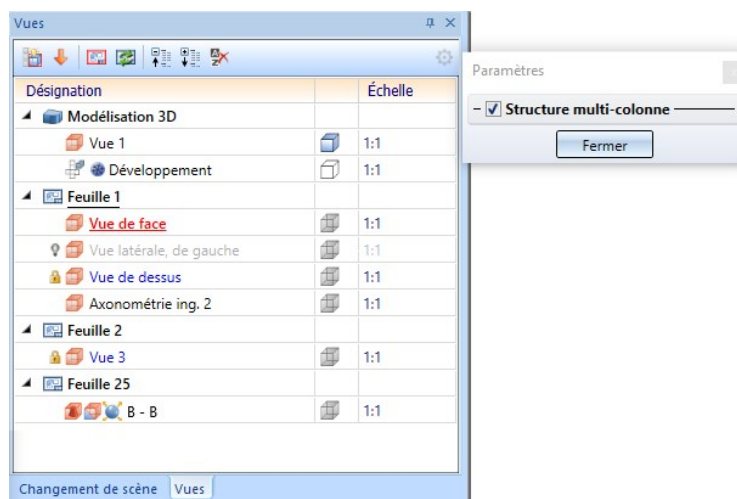 Vues
Paramètres
Désignation Échelle
Structure multi-colonne
Modélisation 3D
Vue 1 1:1
Fermer
Développement 1:1
Feuille 1
Vue de face 1:1
Vue latérale, de gauche 1:1
Vue de dessus 1:1
Axonométrie ing. 2 1:1
Feuille 2
Vue 3 1:1
Feuille 25
B - B 1:1
Changement de scène Vues